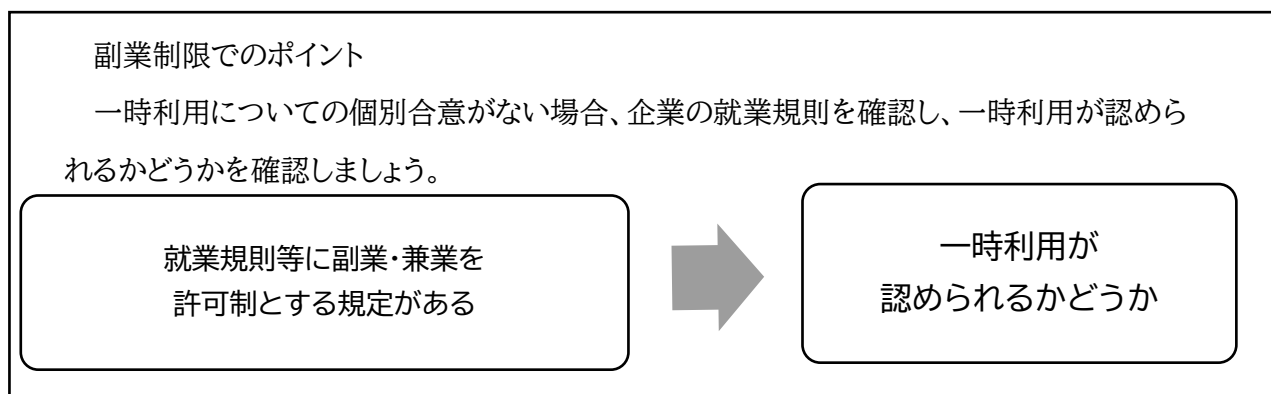 副業制限でのポイント
一時利用についての個別合意がない場合、企業の就業規則を確認し、一時利用が認めら
れるかどうかを確認しましょう。
就業規則等に副業・兼業を
許可制とする規定がある
一時利用が
認められるかどうか